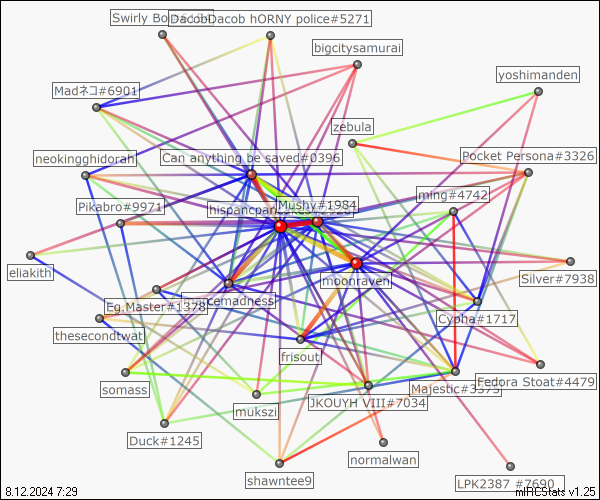 Swirly Bo
DacobDacob hORNY police#5271
bigcitysamurai
yoshimanden
Madネコ#6901
zebula
neokingghidorah
Can anything be saved#0396
Pocket Persona#3326
ming#4742
Pikabro#9971
Mushy#1984
eliakith
moonraven
Silver#7938
Eg.Master#1378
cemadness
Cypha#1717
thesecondtwat
frisout
somass
Fedora Stoat#4479
mukszi
JKOUYH VIII#7034
Majestic#3375
Duck#1245
normalwan
shawntee9
LPK2387 #7690
8.12.2024 7:29
mIRCStats v1.25